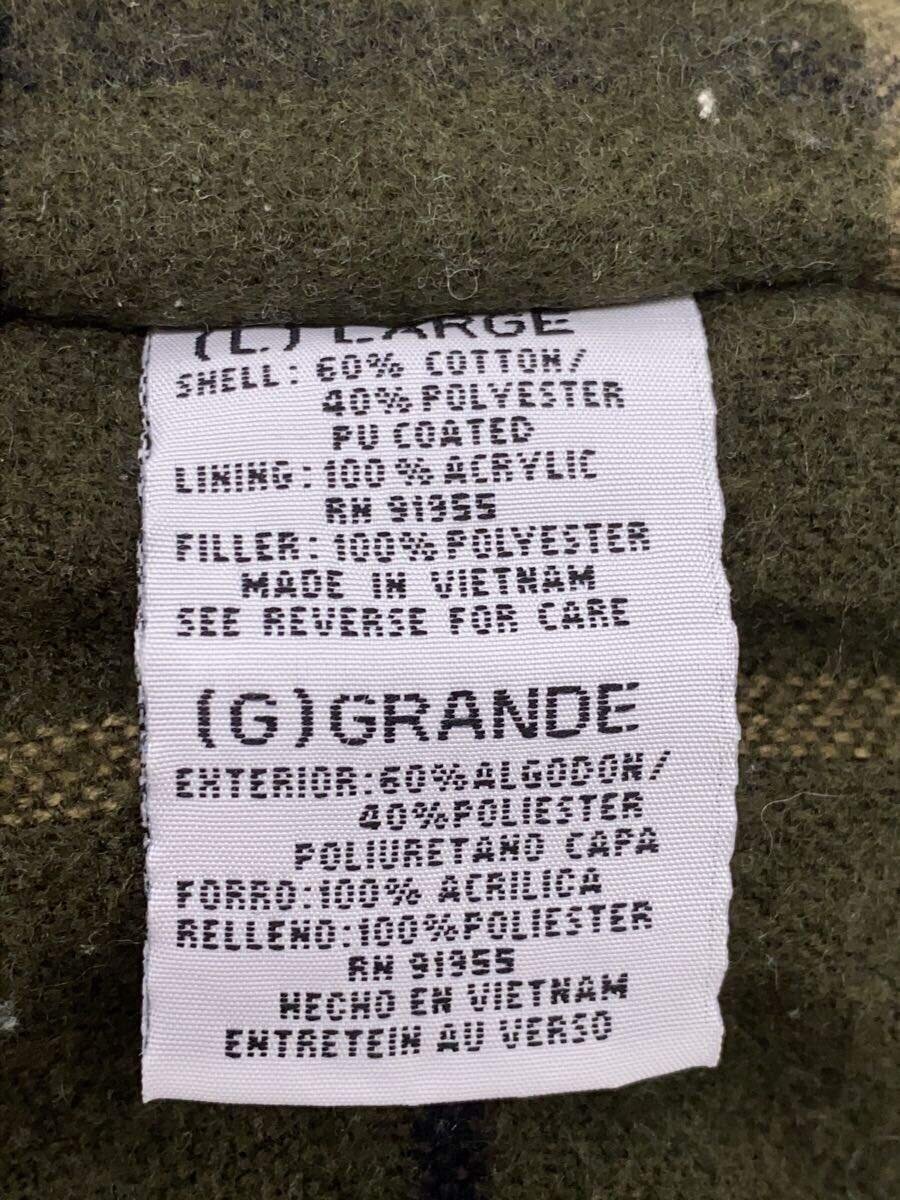 (L) LARGE
SHELL: 60% COTTON/
40% POLYESTER
PU COATED
LINING: 100% ACRYLIC
RN 91955
FILLER: 100% POLYESTER
MADE IN VIETNAM
SEE REVERSE FOR CARE
(G) GRANDE
EXTERIOR: 60% ALGODON/
40% POLIESTER
POLIURETANO CAPA
FORRO: 100% ACRILICA
RELLENO: 100% POLIESTER
RN 91955
HECHO EN VIETNAM
ENTRETEIN AU VERSO